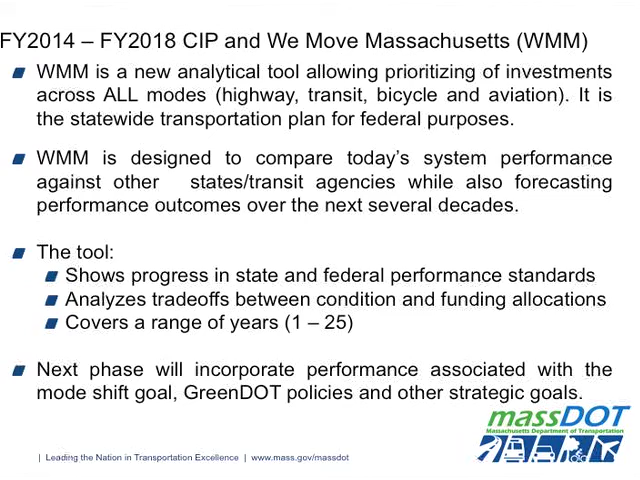 FY2014 – FY2018 CIP and We Move Massachusetts (WMM)
WMM is a new analytical tool allowing prioritizing of investments
across ALL modes (highway, transit, bicycle and aviation). It is
the statewide transportation plan for federal purposes.
WMM is designed to compare today's system performance
against other states/transit agencies while also forecasting
performance outcomes over the next several decades.
The tool:
Shows progress in state and federal performance standards
Analyzes tradeoffs between condition and funding allocations
Covers a range of years (1 – 25)
Next phase will incorporate performance associated with the
mode shift goal, GreenDOT policies and other strategic goals.
massDOT
Massachusetts Department of Transportation
| Leading the Nation in Transportation Excellence | www.mass.gov/massdot